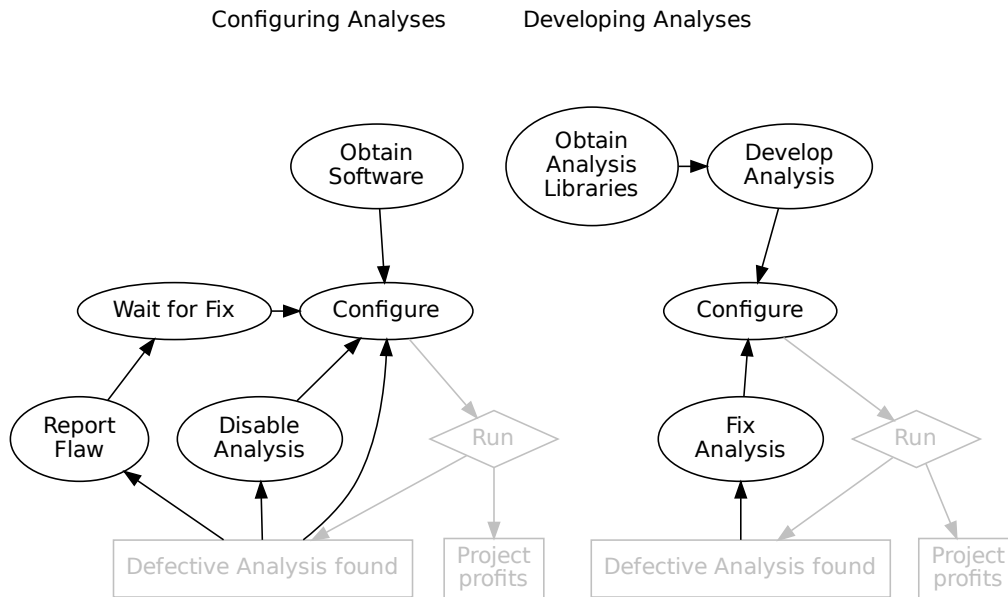 Configuring Analyses
Developing Analyses
Obtain
Software
Obtain
Analysis
Libraries
Develop
Analysis
Wait for Fix
Configure
Configure
Report
Flaw
Disable
Analysis
Run
Fix
Analysis
Run
Defective Analysis found
Project
profits
Defective Analysis found
Project
profits